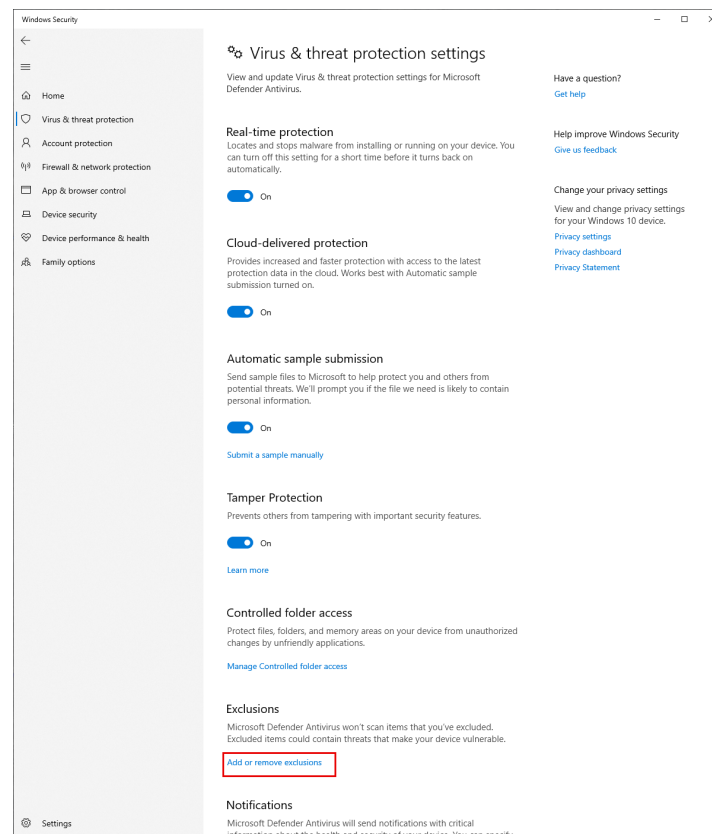 Windows Security
Home
Virus & threat protection
Account protection
Firewall & network protection
App & browser control
Device security
Device performance & health
Family options
Settings
Virus & threat protection settings
View and update Virus & threat protection settings for Microsoft
Defender Antivirus.
Real-time protection
Locates and stops malware from installing or running on your device. You
can turn off this setting for a short time before it turns back on
automatically.
On
Cloud-delivered protection
Provides increased and faster protection with access to the latest
protection data in the cloud. Works best with Automatic sample
submission turned on.
On
Automatic sample submission
Send sample files to Microsoft to help protect you and others from
potential threats. We'll prompt you if the file we need is likely to contain
personal information.
On
Submit a sample manually
Tamper Protection
Prevents others from tampering with important security features.
On
Learn more
Controlled folder access
Protect files, folders, and memory areas on your device from unauthorized
changes by unfriendly applications.
Manage Controlled folder access
Exclusions
Microsoft Defender Antivirus won't scan items that you've excluded.
Excluded items could contain threats that make your device vulnerable.
Add or remove exclusions
Notifications
Microsoft Defender Antivirus will send notifications with critical
information about the health and security of your device. You can specify
Have a question?
Get help
Help improve Windows Security
Give us feedback
Change your privacy settings
View and change privacy settings
for your Windows 10 device.
Privacy settings
Privacy dashboard
Privacy Statement